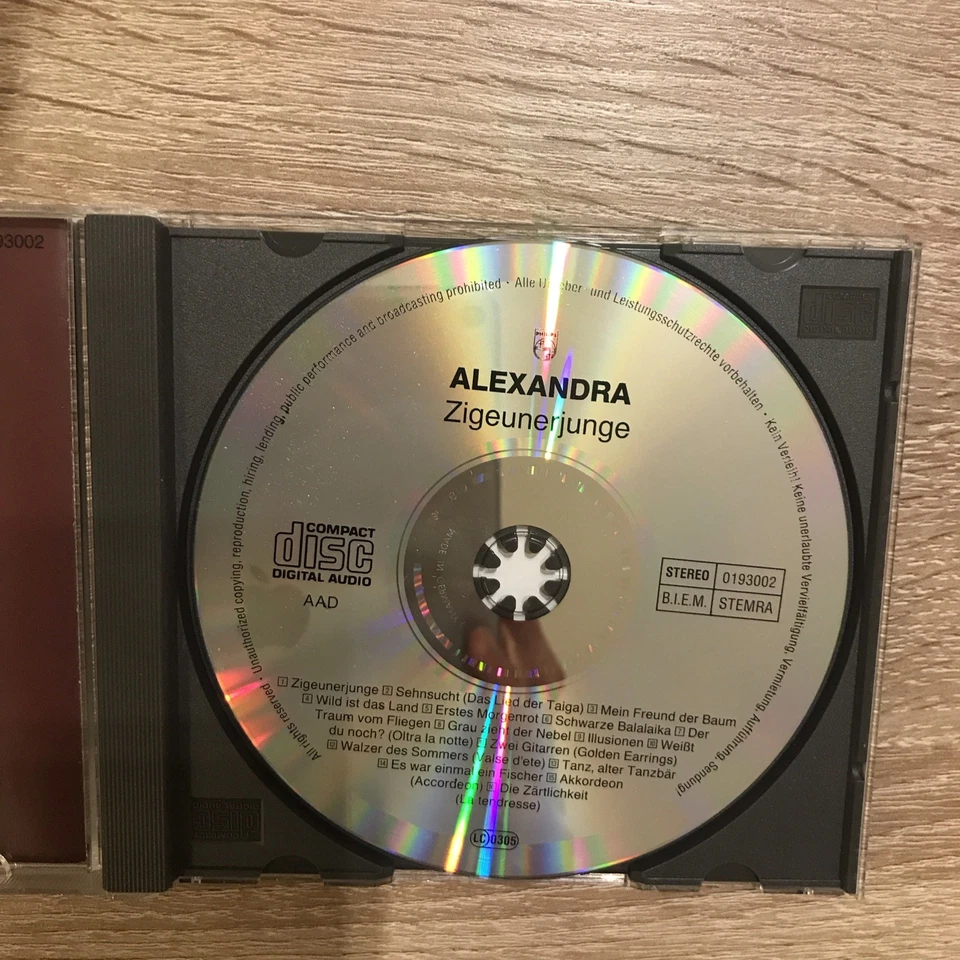 93002
Unauthorized copying, reproduction, hiring, lending, public performance and broadcasting prohibited · Alle und Leistungsschutzrechte vorbehalten · Kein Verleih! Keine unerlaubte Vervielfältigung, Vermietung, Aufführung, Sendung!
PHILIPS
ALEXANDRA
Zigeunerjunge
COMPACT
disc
DIGITAL AUDIO
AAD
STEREO 0193002
B.I.E.M. STEMRA
MADE IN
1 Zigeunerjunge 2 Sehnsucht (Das Lied der Taiga) 3 Mein Freund der Baum
4 Wild ist das Land 5 Erstes Morgenrot 6 Schwarze Balalaika 7 Der
Traum vom Fliegen 8 Grau zieht der Nebel 9 Illusionen 10 Weißt
du noch? (Oltra la notte) Zwei Gitarren (Golden Earrings)
12 Walzer des Sommers (Valse d'ete) 13 Tanz, alter Tanzbär
14 Es war einmal ein Fischer 15 Akkordeon
(Accordeon) Die Zärtlichkeit
(La tendresse)
All rights reserved ·
LC 0305